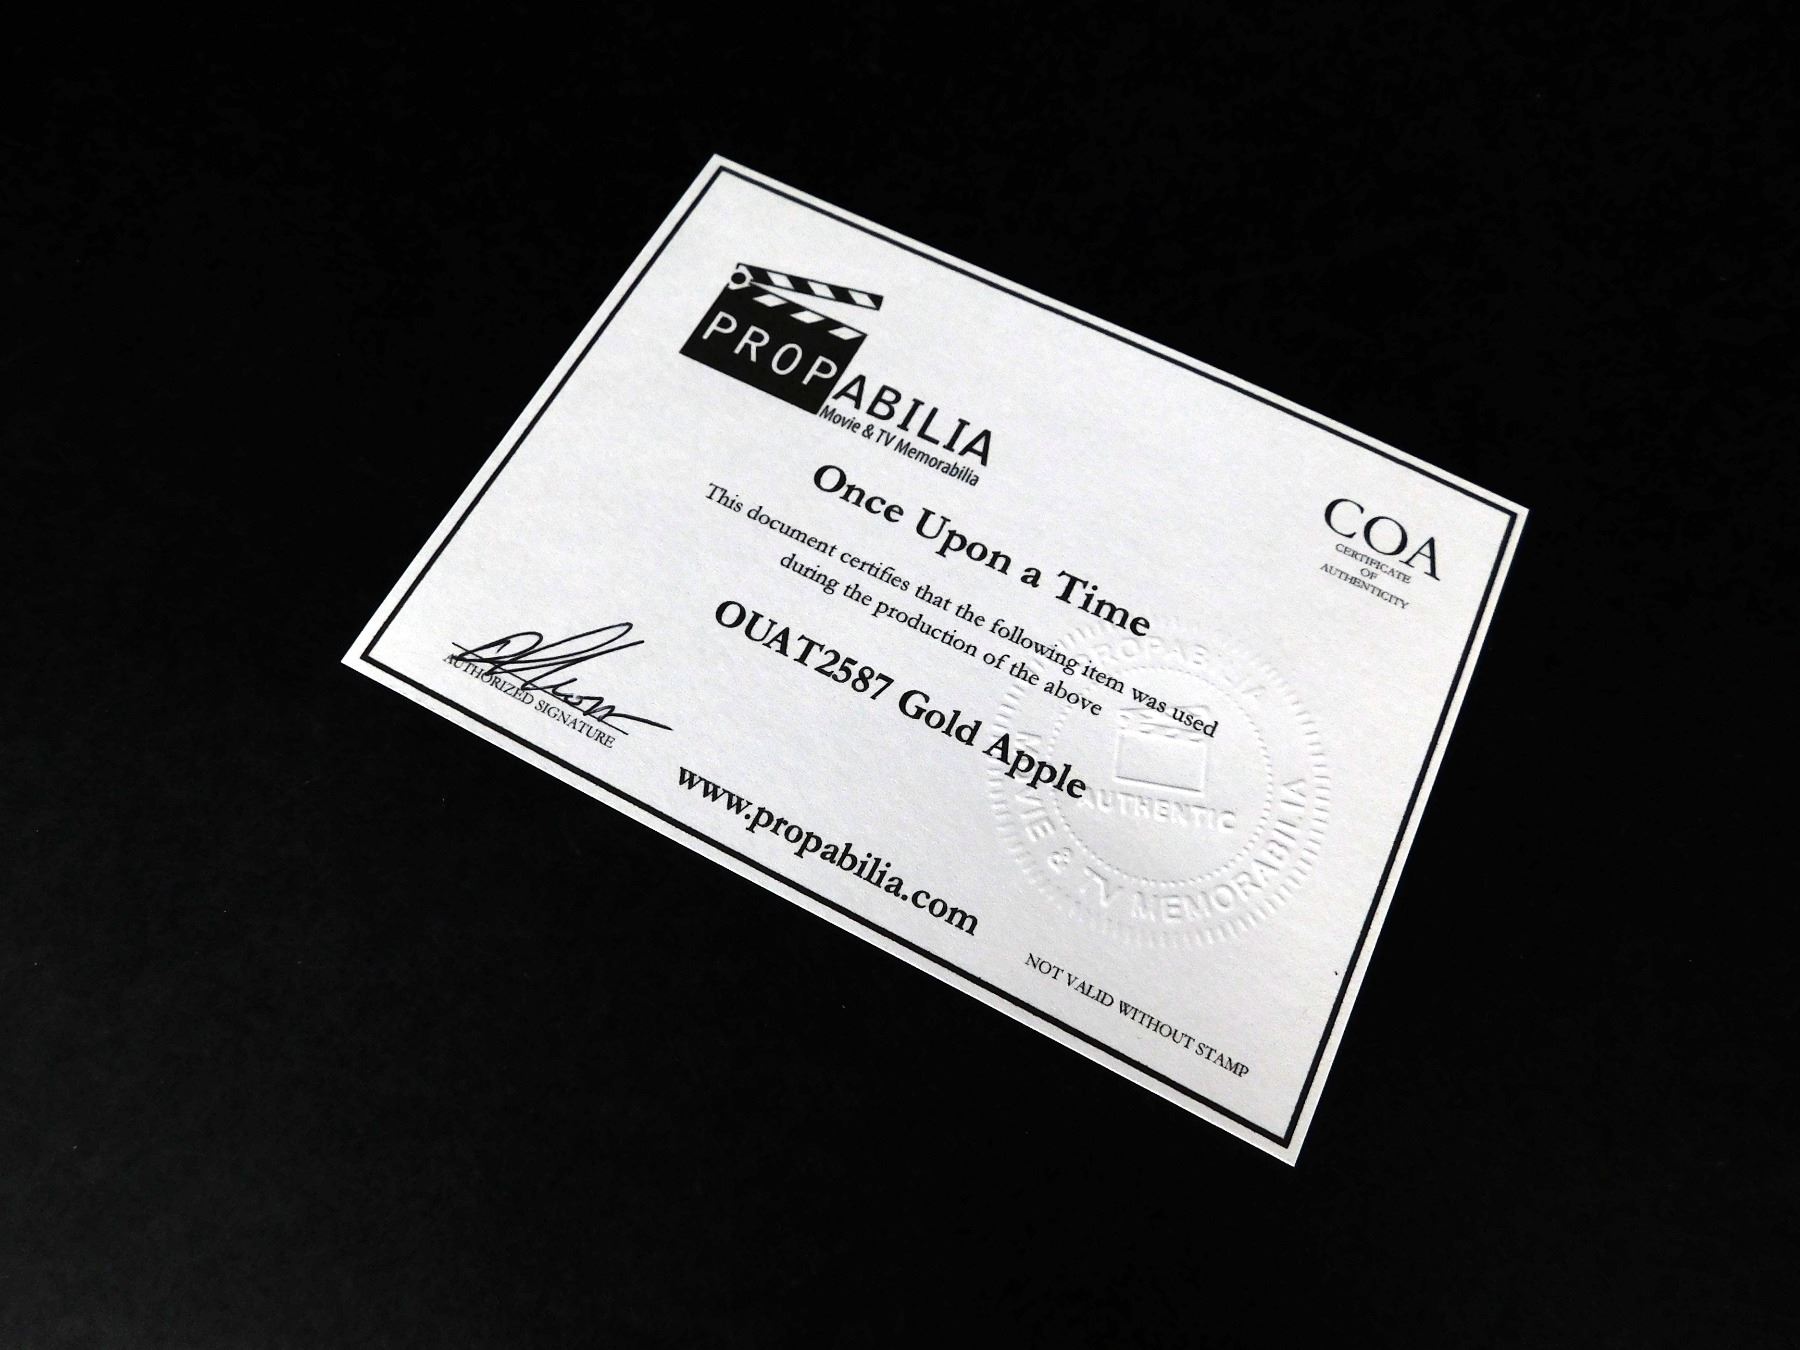 PROPABILIA
Movie & TV Memorabilia
COA
CERTIFICATE
OF
AUTHENTICITY
Once Upon a Time
This document certifies that the following item was used
during the production of the above
OUAT2587 Gold Apple
AUTHORIZED SIGNATURE
www.propabilia.com
PROPABILIA
AUTHENTIC
MOVIE & TV MEMORABILIA
NOT VALID WITHOUT STAMP